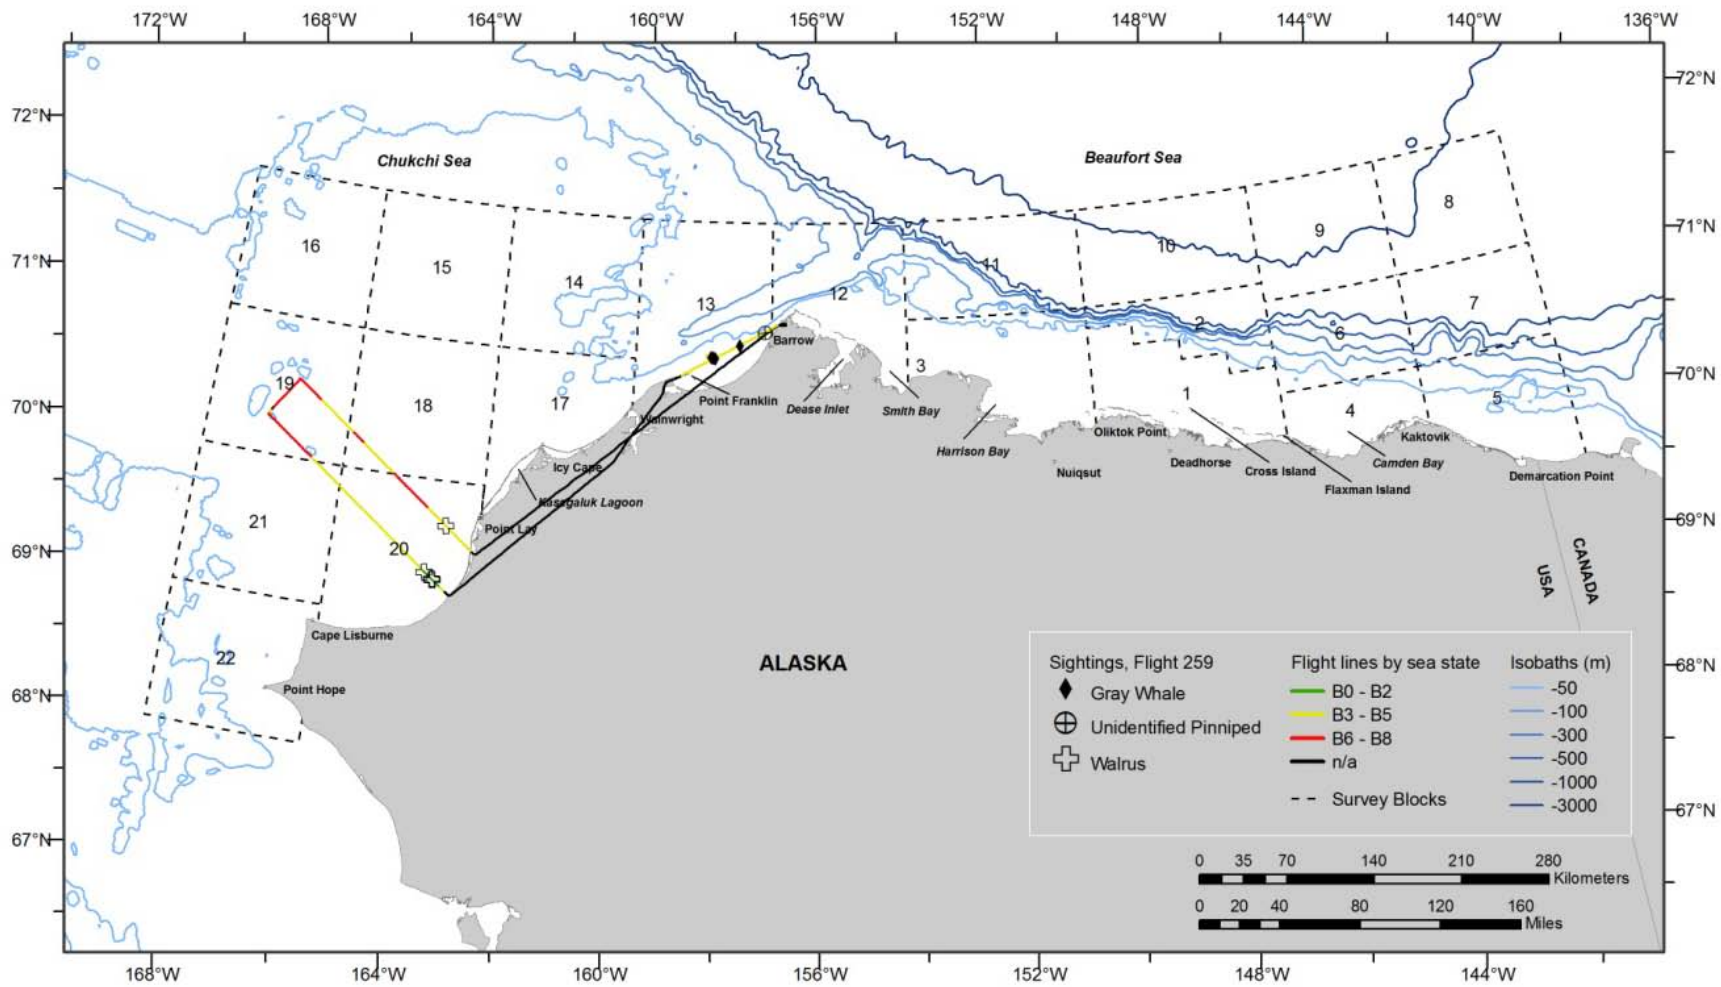 172°W 168°W 164°W 160°W 156°W 152°W 148°W 144°W 140°W 136°W
72°N 72°N
Chukchi Sea Beaufort Sea
8
9
16 15 10 71°N
71°N 14 11
13 12 7
2 6
Barrow
3 70°N
19 Point Franklin 1
70°N 18 17 Dease Inlet Smith Bay 4 5
Wainwright
Oliktok Point Kaktovik
Harrison Bay
Icy Cape Nuiqsut Deadhorse Cross Island Camden Bay Demarcation Point
Flaxman Island
Kasegaluk Lagoon
21 Point Lay 69°N
69°N 20
CANADA
USA
Cape Lisburne
22 ALASKA 68°N
68°N Point Hope
Sightings, Flight 259
Gray Whale
Unidentified Pinniped
Walrus
Flight lines by sea state
B0 - B2
B3 - B5
B6 - B8
n/a
Survey Blocks
Isobaths (m)
-50
-100
-300
-500
-1000
-3000
67°N
67°N
0 35 70 140 210 280
Kilometers
0 20 40 80 120 160
Miles
168°W 164°W 160°W 156°W 152°W 148°W 144°W